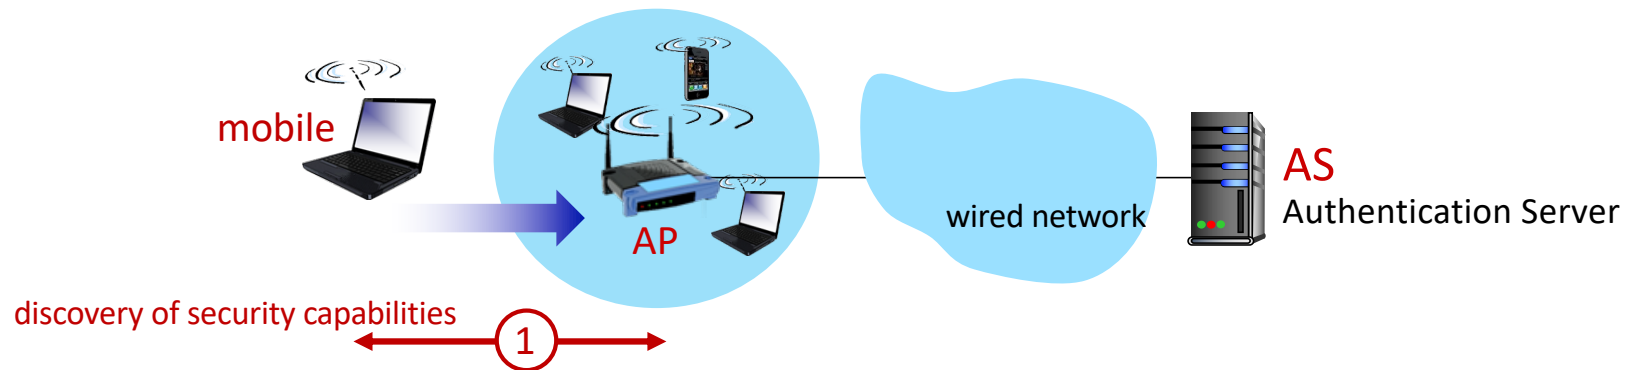 mobile
AP
wired network
AS
Authentication Server
discovery of security capabilities
1